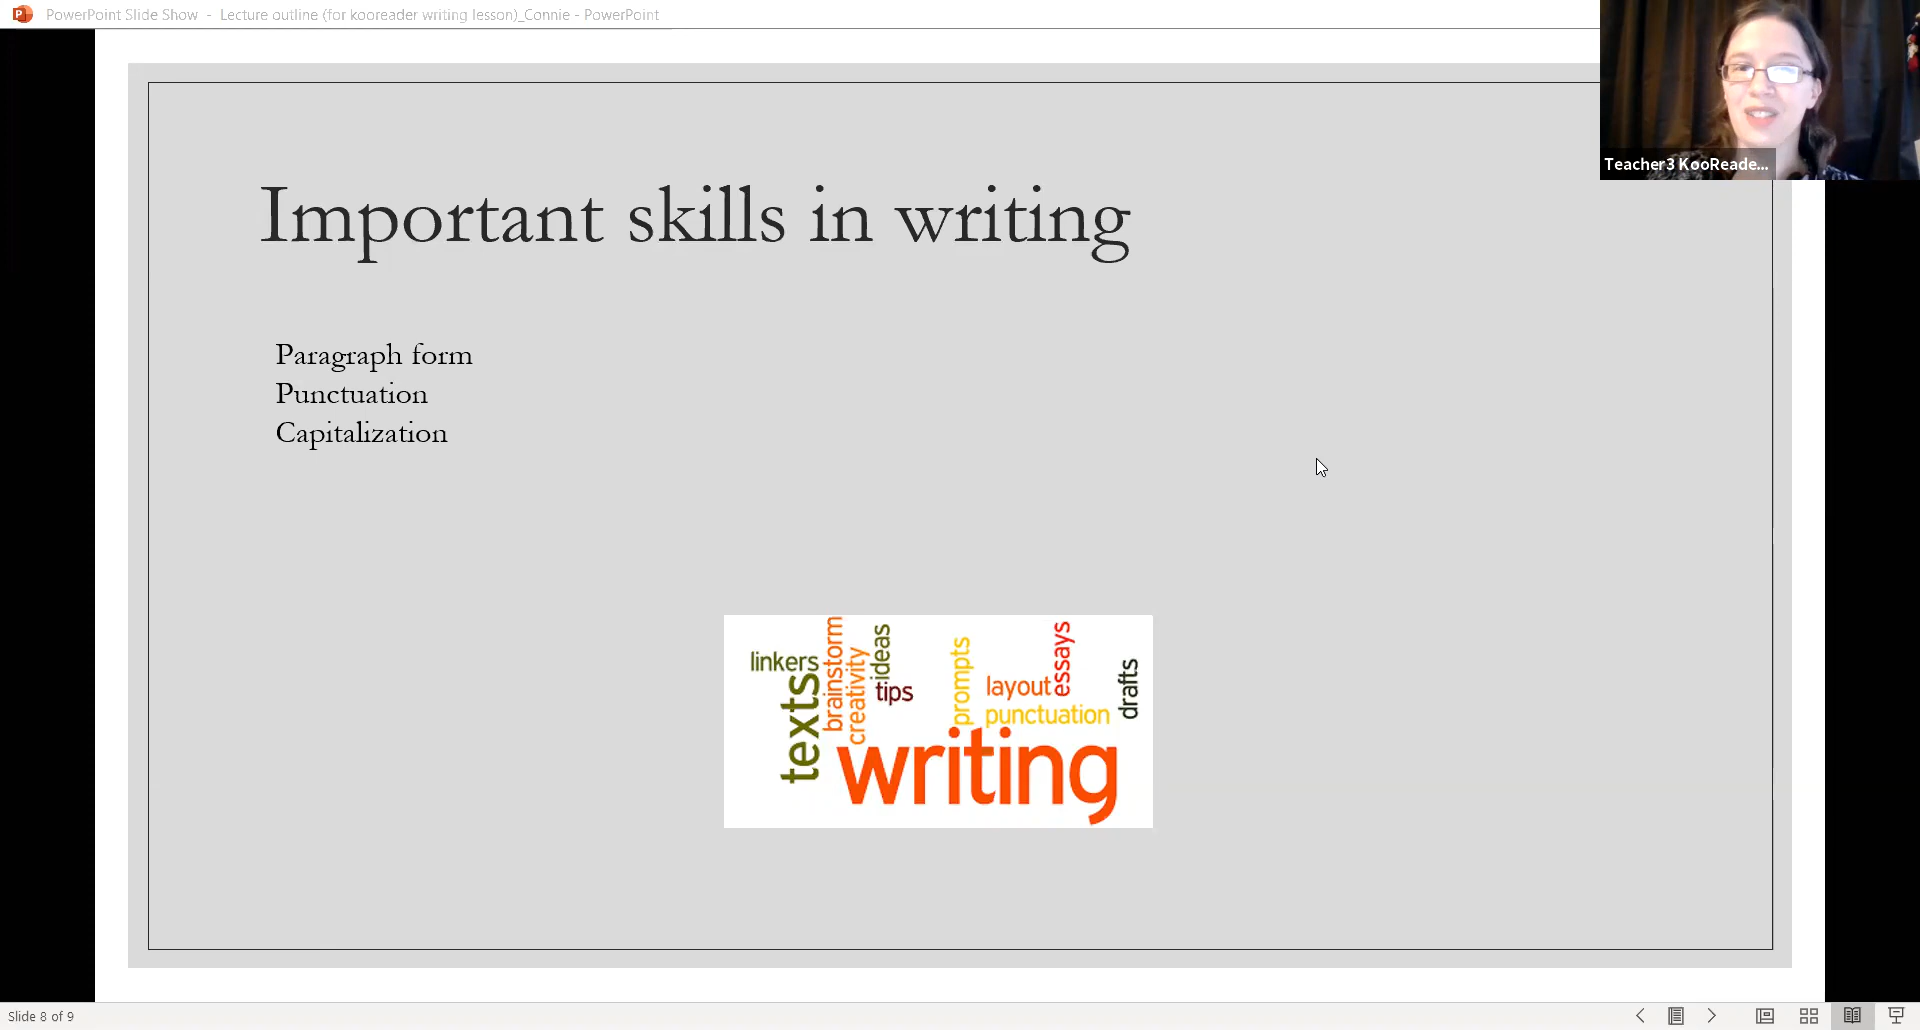 PowerPoint Slide Show - Lecture outline (for kooreader writing lesson)_Connie - PowerPoint
Teacher3 KooReade...
Important skills in writing
Paragraph form
Punctuation
Capitalization
linkers
texts
brainstorm
creativity
ideas
tips
prompts
layout
essays
punctuation
drafts
writing
Slide 8 of 9